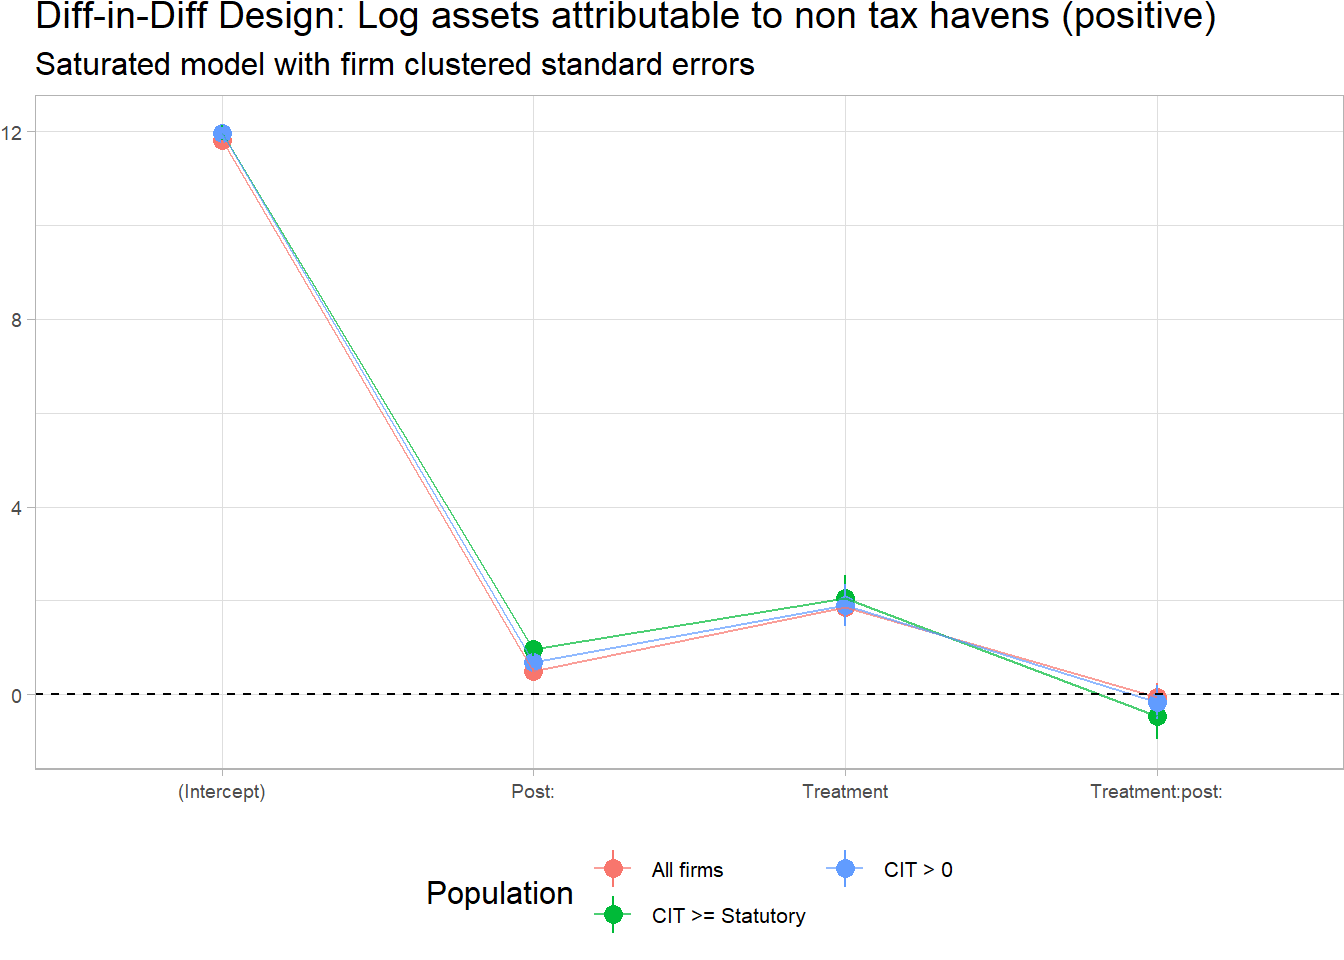 Diff-in-Diff Design: Log assets attributable to non tax havens (positive)
Saturated model with firm clustered standard errors
12
8
4
0
(Intercept)
Post:
Treatment
Treatment:post:
Population
All firms
CIT > 0
CIT >= Statutory